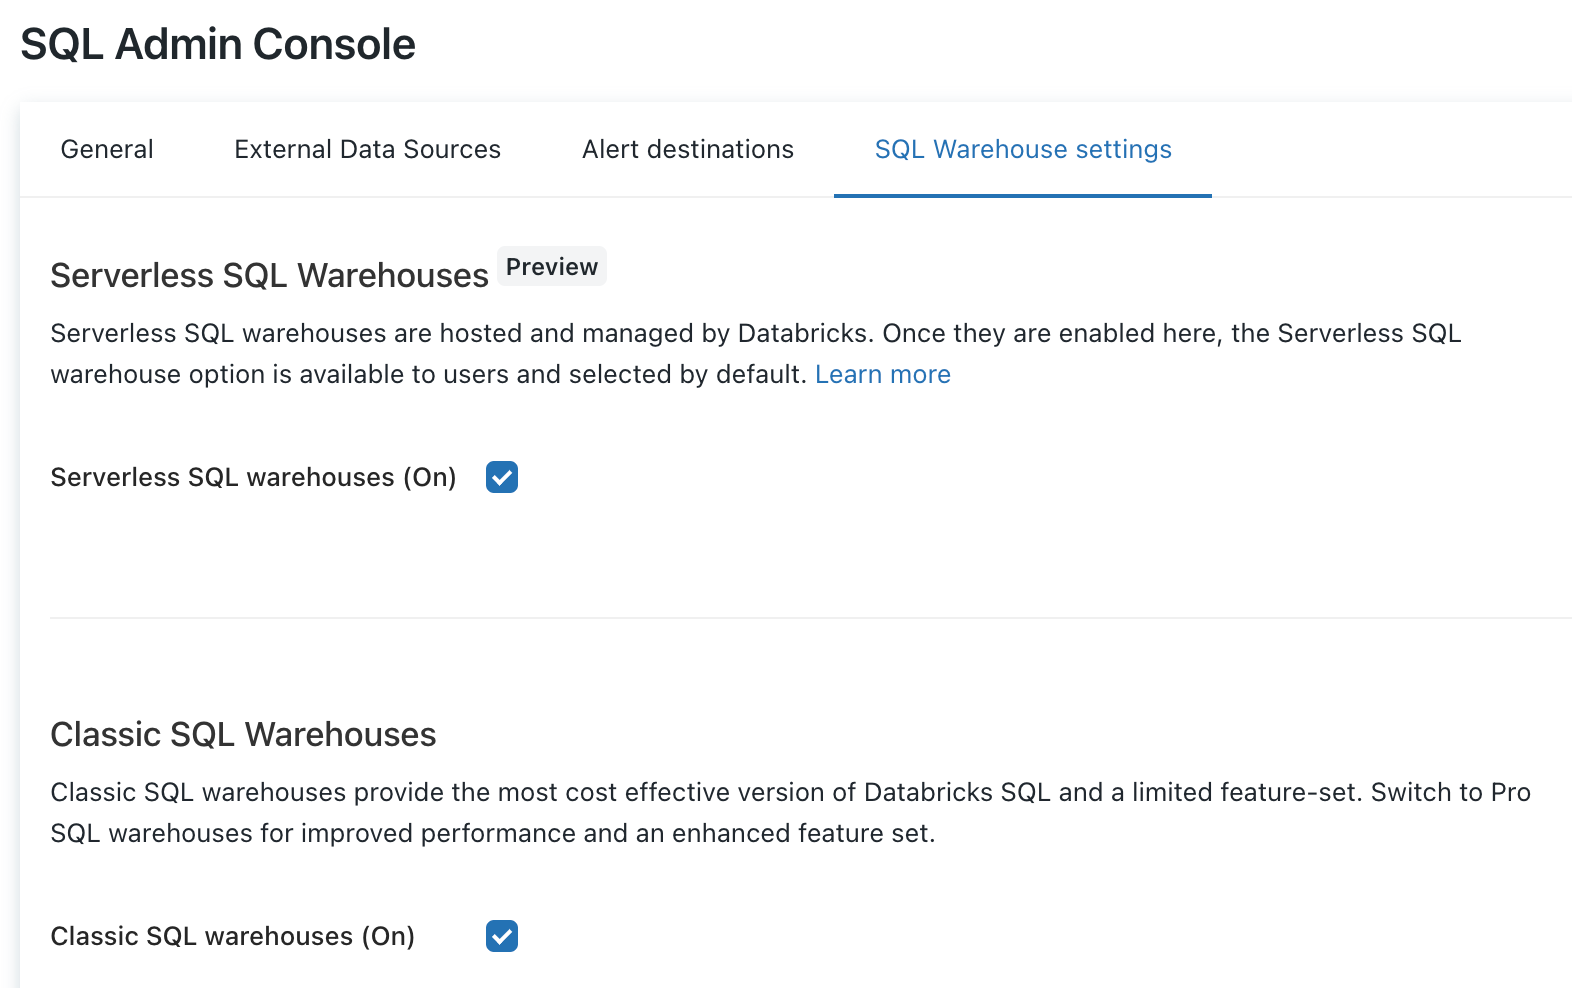 SQL Admin Console
General
External Data Sources
Alert destinations
SQL Warehouse settings
Serverless SQL Warehouses Preview
Serverless SQL warehouses are hosted and managed by Databricks. Once they are enabled here, the Serverless SQL
warehouse option is available to users and selected by default. Learn more
Serverless SQL warehouses (On)
Classic SQL Warehouses
Classic SQL warehouses provide the most cost effective version of Databricks SQL and a limited feature-set. Switch to Pro
SQL warehouses for improved performance and an enhanced feature set.
Classic SQL warehouses (On)